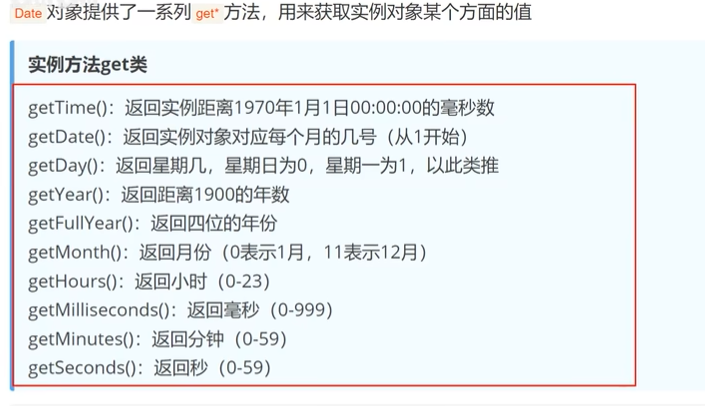 Date 对象提供了一系列 get* 方法，用来获取实例对象某个方面的值
实例方法get类
getTime()：返回实例距离1970年1月1日00:00:00的毫秒数
getDate()：返回实例对象对应每个月的几号（从1开始）
getDay()：返回星期几，星期日为0，星期一为1，以此类推
getYear()：返回距离1900的年数
getFullYear()：返回四位的年份
getMonth()：返回月份（0表示1月，11表示12月）
getHours()：返回小时（0-23）
getMilliseconds()：返回毫秒（0-999）
getMinutes()：返回分钟（0-59）
getSeconds()：返回秒（0-59）